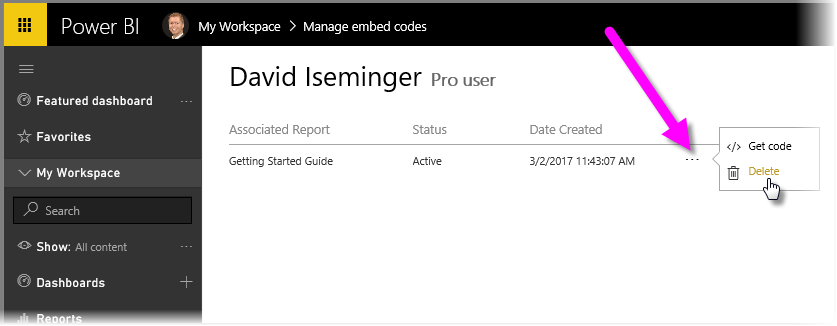 Power BI My Workspace > Manage embed codes
David Iseminger Pro user
Featured dashboard ...
Favorites
My Workspace
Search
Show: All content ...
Dashboards +
Reports
Associated Report Status Date Created
Getting Started Guide Active 3/2/2017 11:43:07 AM ...
</> Get code
Delete